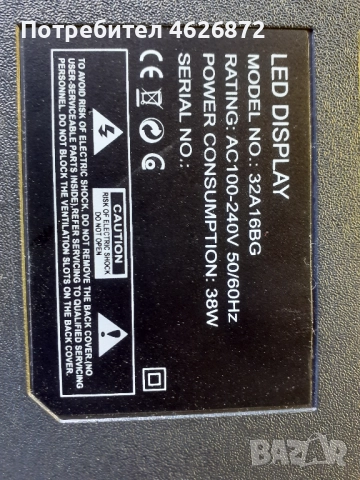 Потребител 4626872
LED DISPLAY
MODEL NO.: 32A18BG
RATING: AC100-240V 50/60Hz
POWER CONSUMPTION: 38W
SERIAL NO.:
CE
CAUTION
RISK OF ELECTRIC SHOCK
DO NOT OPEN
TO AVOID RISK OF ELECTRIC SHOCK, DO NOT REMOVE THE BACK COVER.(NO
USER-SERVICEABLE PARTS INSIDE),REFER SERVICING TO QUALIFIED SERVICING
PERSONNEL. DO NOT BLOCK THE VENTILATION SLOTS ON THE BACK COVER.
BAZAR